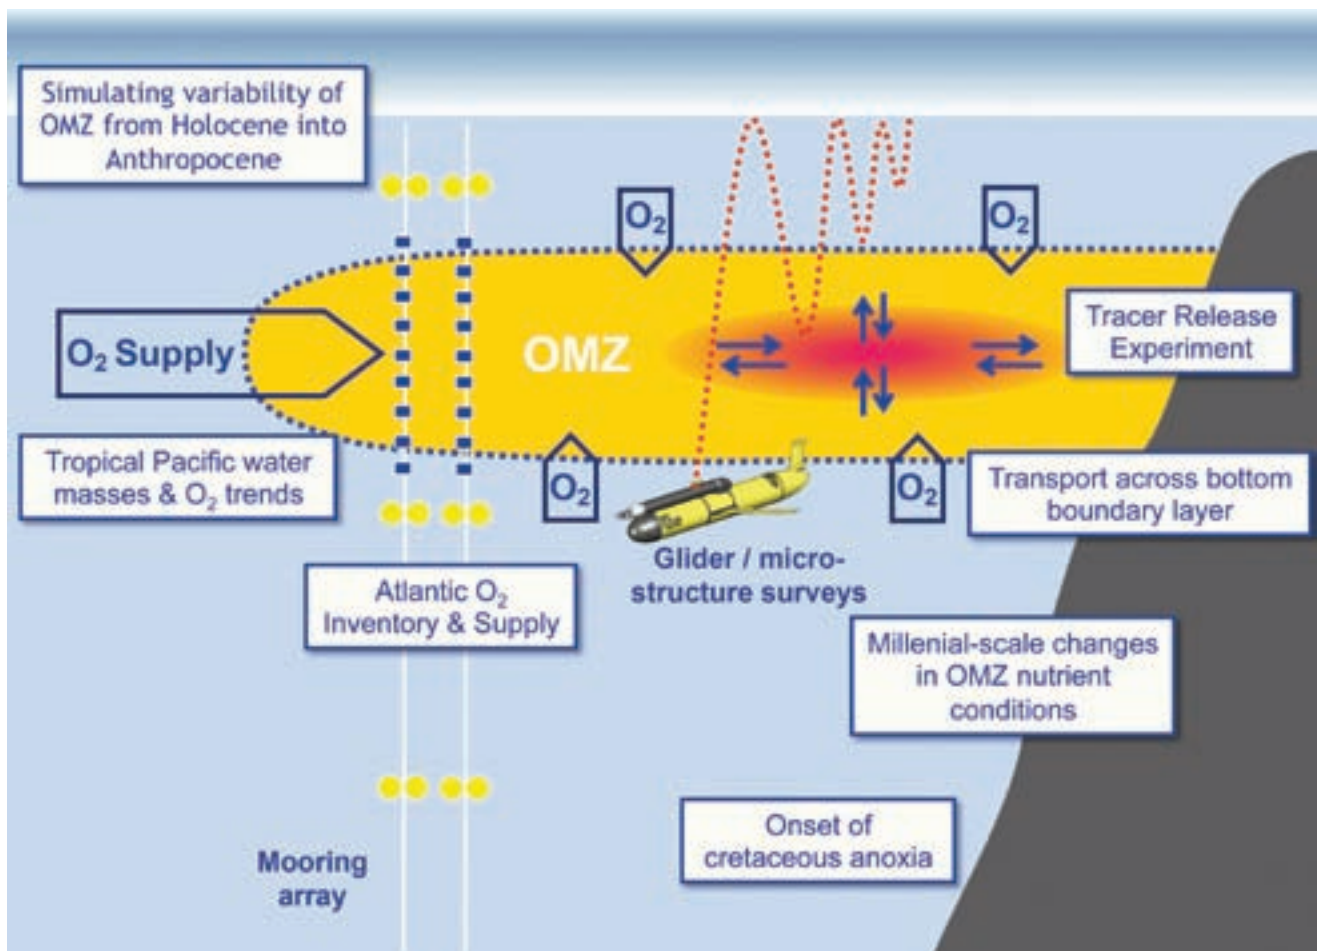 Simulating variability of
OMZ from Holocene into
Anthropocene
O₂
O₂
O₂ Supply
OMZ
Tracer Release
Experiment
Tropical Pacific water
masses & O₂ trends
O₂
O₂
Transport across bottom
boundary layer
Glider / micro-
structure surveys
Atlantic O₂
Inventory & Supply
Millenial-scale changes
in OMZ nutrient
conditions
Onset of
cretaceous anoxia
Mooring
array